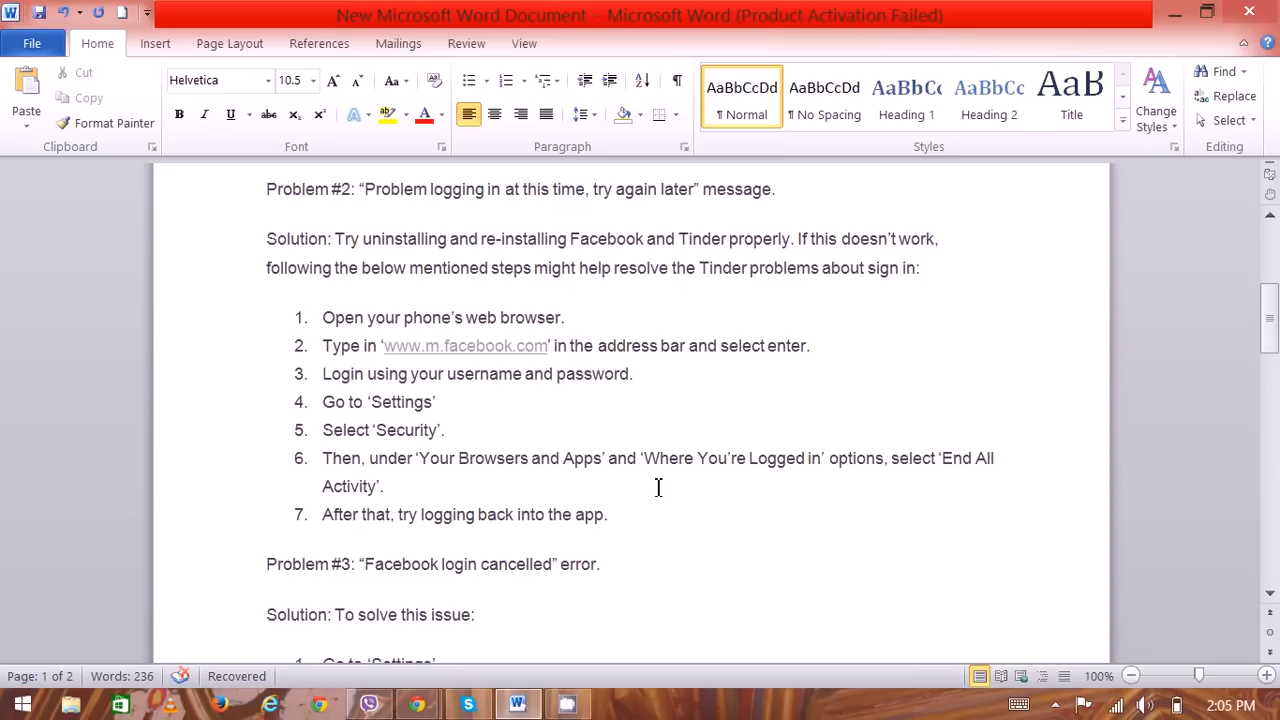 New Microsoft Word Document - Microsoft Word (Product Activation Failed)
File Home Insert Page Layout References Mailings Review View
Paste
Cut
Copy
Format Painter
Clipboard
Helvetica 10.5
Font
Paragraph
AaBbCcDd AaBbCcDd AaBbCc AaBbCc AaB
¶ Normal ¶ No Spacing Heading 1 Heading 2 Title
Change Styles
Styles
Find
Replace
Select
Editing
Problem #2: “Problem logging in at this time, try again later” message.
Solution: Try uninstalling and re-installing Facebook and Tinder properly. If this doesn’t work,
following the below mentioned steps might help resolve the Tinder problems about sign in:
1. Open your phone’s web browser.
2. Type in ‘www.m.facebook.com’ in the address bar and select enter.
3. Login using your username and password.
4. Go to ‘Settings’
5. Select ‘Security’.
6. Then, under ‘Your Browsers and Apps’ and ‘Where You’re Logged in’ options, select ‘End All
Activity’.
7. After that, try logging back into the app.
Problem #3: “Facebook login cancelled” error.
Solution: To solve this issue:
1. Go to ‘Settings’
Page: 1 of 2 Words: 236 Recovered 100%
2:05 PM